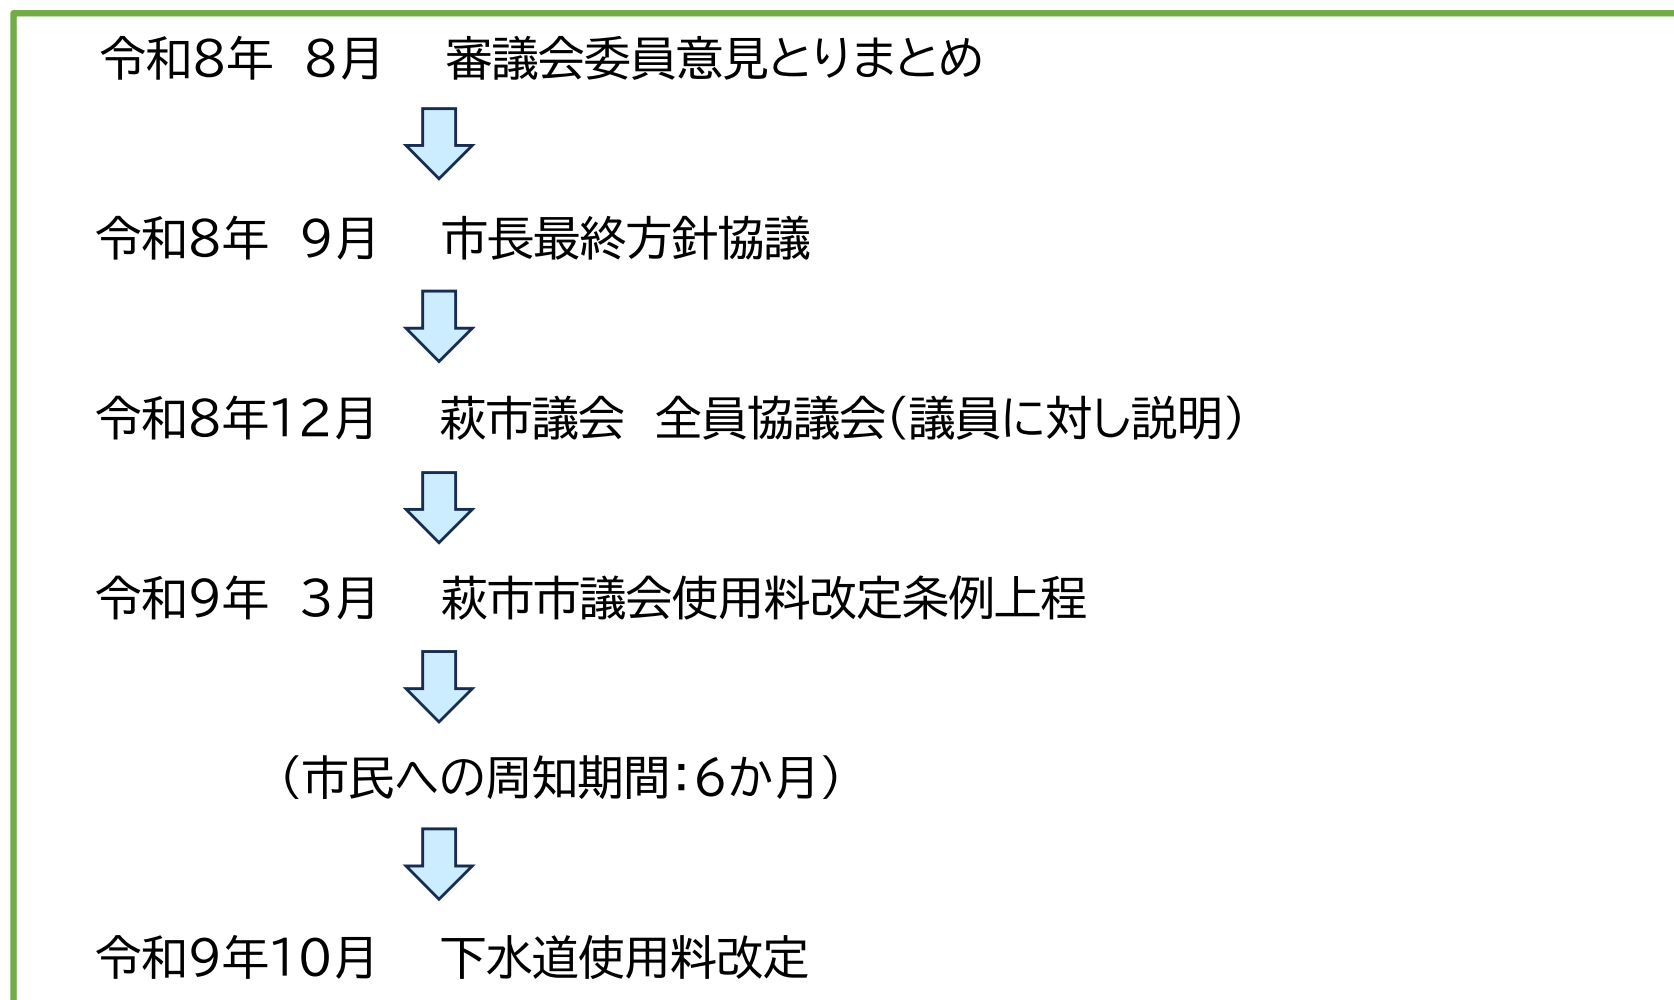 令和8年　8月　審議会委員意見とりまとめ
令和8年　9月　市長最終方針協議
令和8年12月　萩市議会　全員協議会（議員に対し説明）
令和9年　3月　萩市市議会使用料改定条例上程
（市民への周知期間：6か月）
令和9年10月　下水道使用料改定